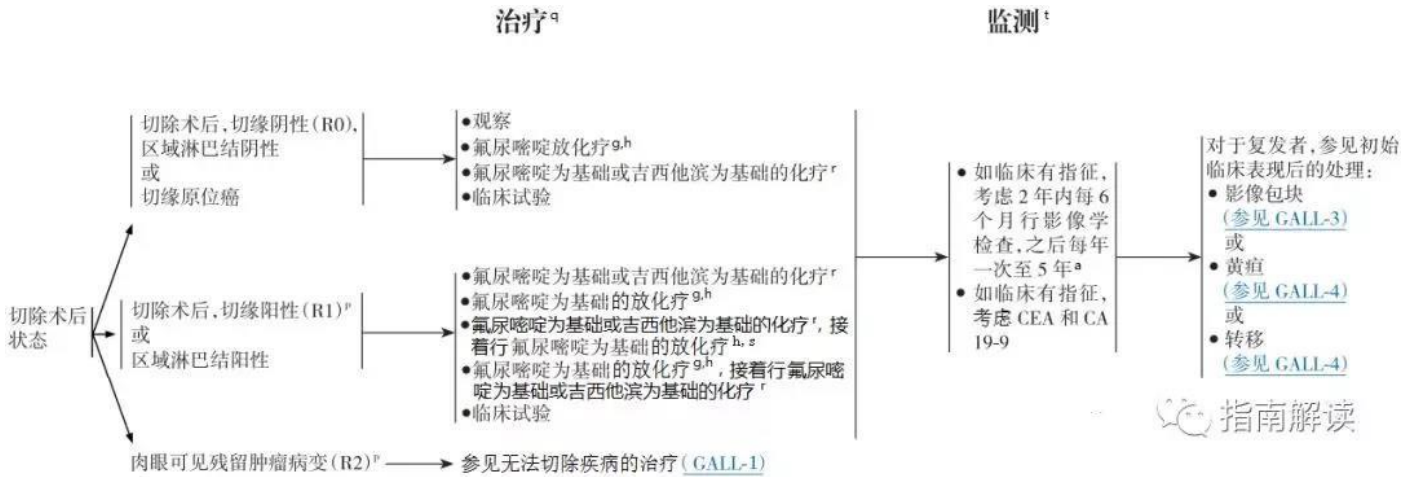 治疗q
监测t
切除术后状态
切除术后,切缘阴性(R0),
区域淋巴结阴性
或
切缘原位癌
●观察
●氟尿嘧啶放化疗g,h
●氟尿嘧啶为基础或吉西他滨为基础的化疗r
●临床试验
切除术后,切缘阳性(R1)p
或
区域淋巴结阳性
●氟尿嘧啶为基础或吉西他滨为基础的化疗r
●氟尿嘧啶为基础的放化疗g,h
●氟尿嘧啶为基础或吉西他滨为基础的化疗r,接
着行氟尿嘧啶为基础的放化疗h,s
●氟尿嘧啶为基础的放化疗g,h,接着行氟尿嘧
啶为基础或吉西他滨为基础的化疗r
●临床试验
肉眼可见残留肿瘤病变(R2)p
参见无法切除疾病的治疗(GALL-1)
● 如临床有指征,
考虑2年内每6
个月行影像学
检查,之后每年
一次至5年a
● 如临床有指征,
考虑CEA和CA
19-9
对于复发者,参见初始
临床表现后的处理:
● 影像包块
(参见GALL-3)
或
● 黄疸
(参见GALL-4)
或
● 转移
(参见GALL-4)
指南解读